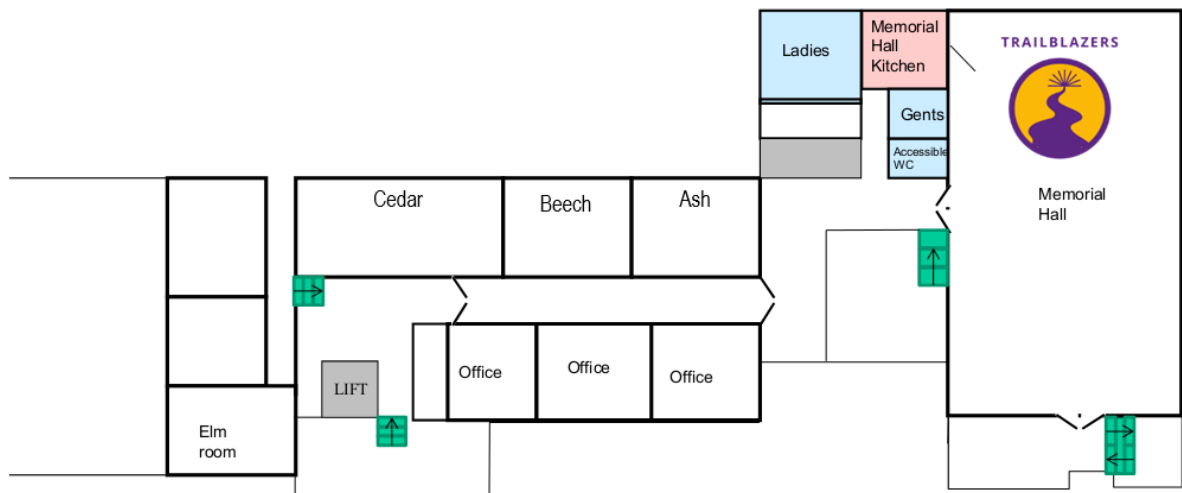 Ladies
Memorial
Hall
Kitchen
TRAILBLAZERS
Gents
Accessible
WC
Memorial
Hall
Cedar
Beech
Ash
Office
Office
Office
LIFT
Elm
room